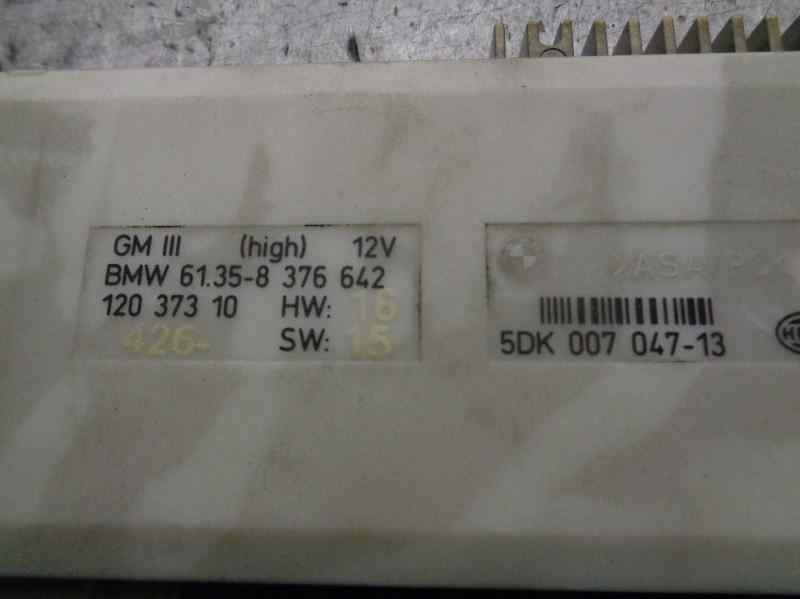 GM III (high) 12V
BMW 61.35-8 376 642
120 373 10 HW: 16
426- SW: 15
5DK 007 047-13